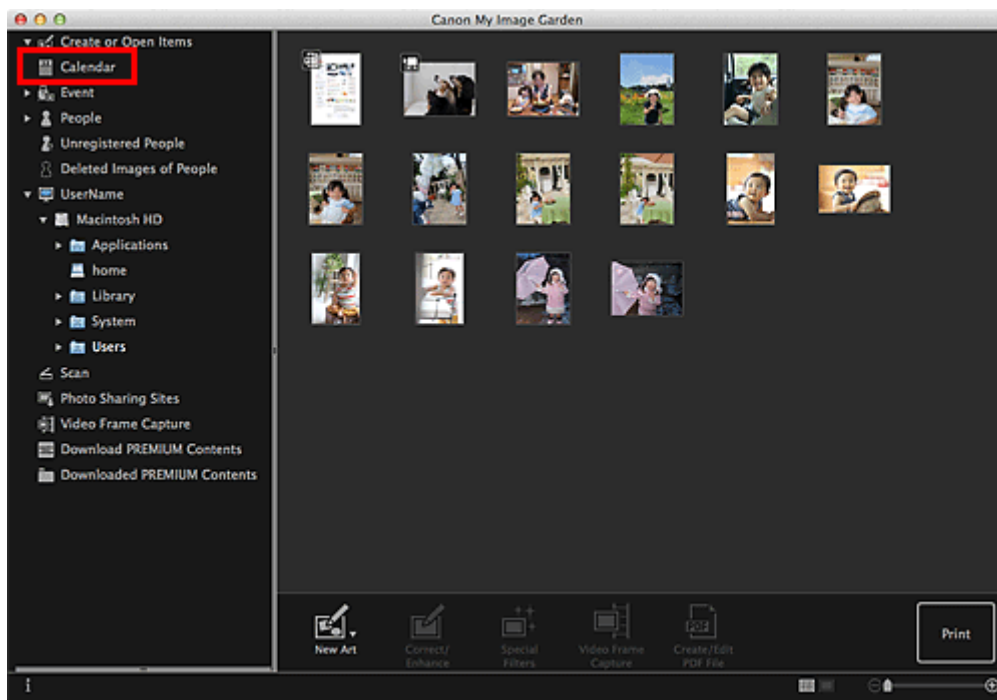 Canon My Image Garden
Create or Open Items
Calendar
Event
People
Unregistered People
Deleted Images of People
UserName
Macintosh HD
Applications
home
Library
System
Users
Scan
Photo Sharing Sites
Video Frame Capture
Download PREMIUM Contents
Downloaded PREMIUM Contents
New Art
Correct/
Enhance
Special
Filters
Video Frame
Capture
Create/Edit
PDF File
PDF
Print
i